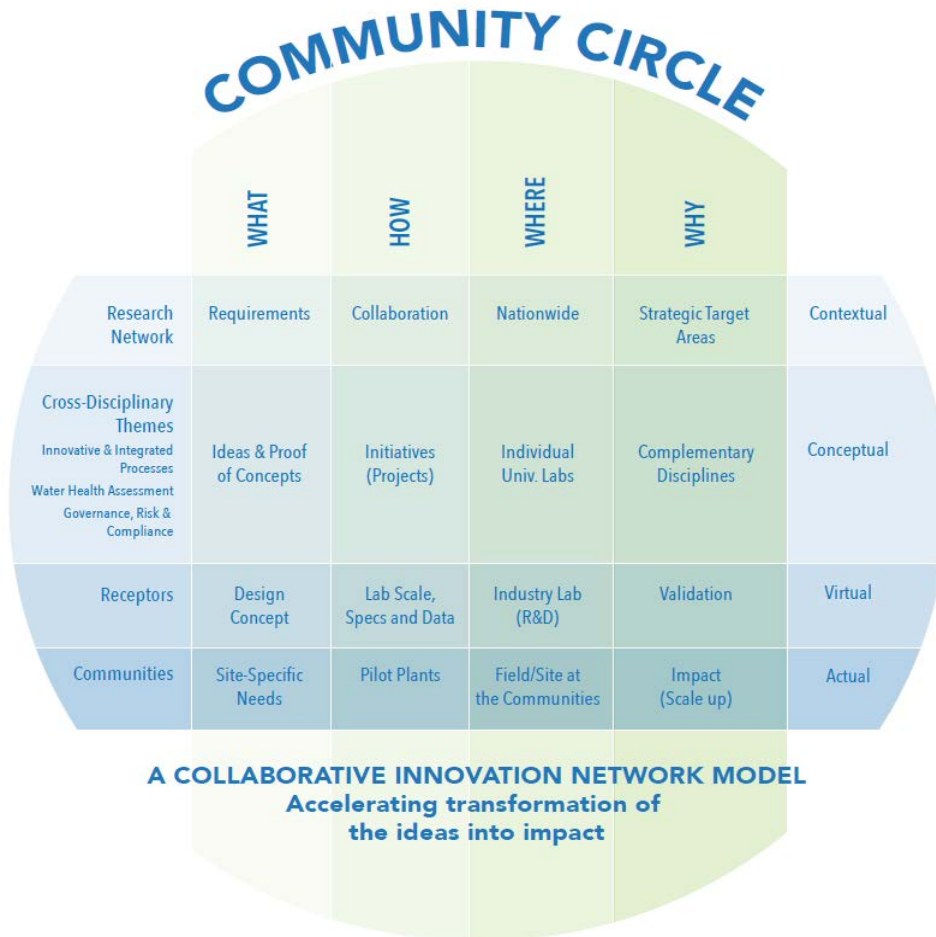 COMMUNITY CIRCLE
WHAT
HOW
WHERE
WHY
Research
Network
Requirements
Collaboration
Nationwide
Strategic Target
Areas
Contextual
Cross-Disciplinary
Themes
Innovative & Integrated
Processes
Water Health Assessment
Governance, Risk &
Compliance
Ideas & Proof
of Concepts
Initiatives
(Projects)
Individual
Univ. Labs
Complementary
Disciplines
Conceptual
Receptors
Design
Concept
Lab Scale,
Specs and Data
Industry Lab
(R&D)
Validation
Virtual
Communities
Site-Specific
Needs
Pilot Plants
Field/Site at
the Communities
Impact
(Scale up)
Actual
A COLLABORATIVE INNOVATION NETWORK MODEL
Accelerating transformation of
the ideas into impact